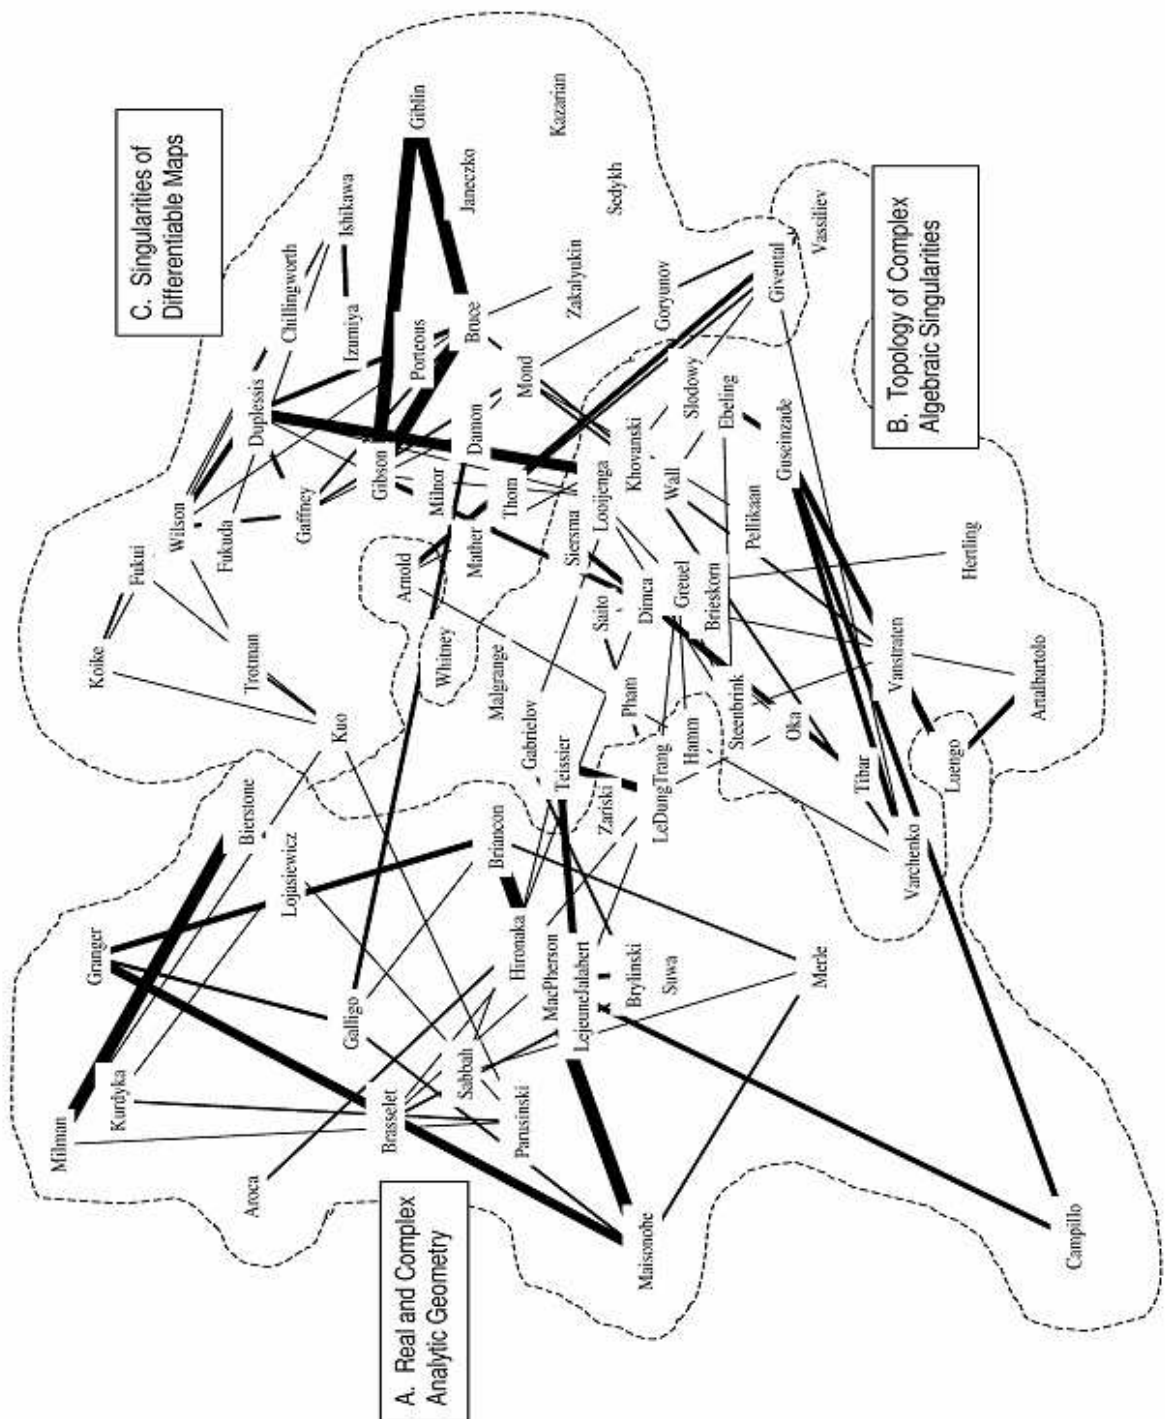 Milman
Granger
Koike
Kurdyka
Fukui
C. Singularities of
Differentiable Maps
Wilson
Fukuda
Aroca
Bierstone
Trotman
Duplessis
Lojasiewicz
Chillingworth
Gaffney
Kuo
Ishikawa
Galligo
Izumiya
Brasselet
Gibson
Arnold
Porteous
Giblin
A. Real and Complex
Analytic Geometry
Milnor
Whitney
Sabbah
Mather
Damon
Bruce
Janeczko
Briancon
Malgrange
Thom
Parusinski
Hironaka
Gabrielov
Mond
MacPherson
Teissier
Siersma
Kazarian
LejeuneJalabert
Looijenga
Zakalyukin
Zariski
Saito
Sedykh
Brylinski
Pham
Khovanski
Maisonobe
Dimca
LeDungTrang
Goryunov
Suwa
Wall
Greuel
Hamm
Slodowy
Brieskorn
Ebeling
Steenbrink
Pellikaan
Givental
Guseinzade
Oka
Merle
Vassiliev
Tibar
B. Topology of Complex
Algebraic Singularities
Vanstraten
Varchenko
Luengo
Hertling
Artalbartolo
Campillo